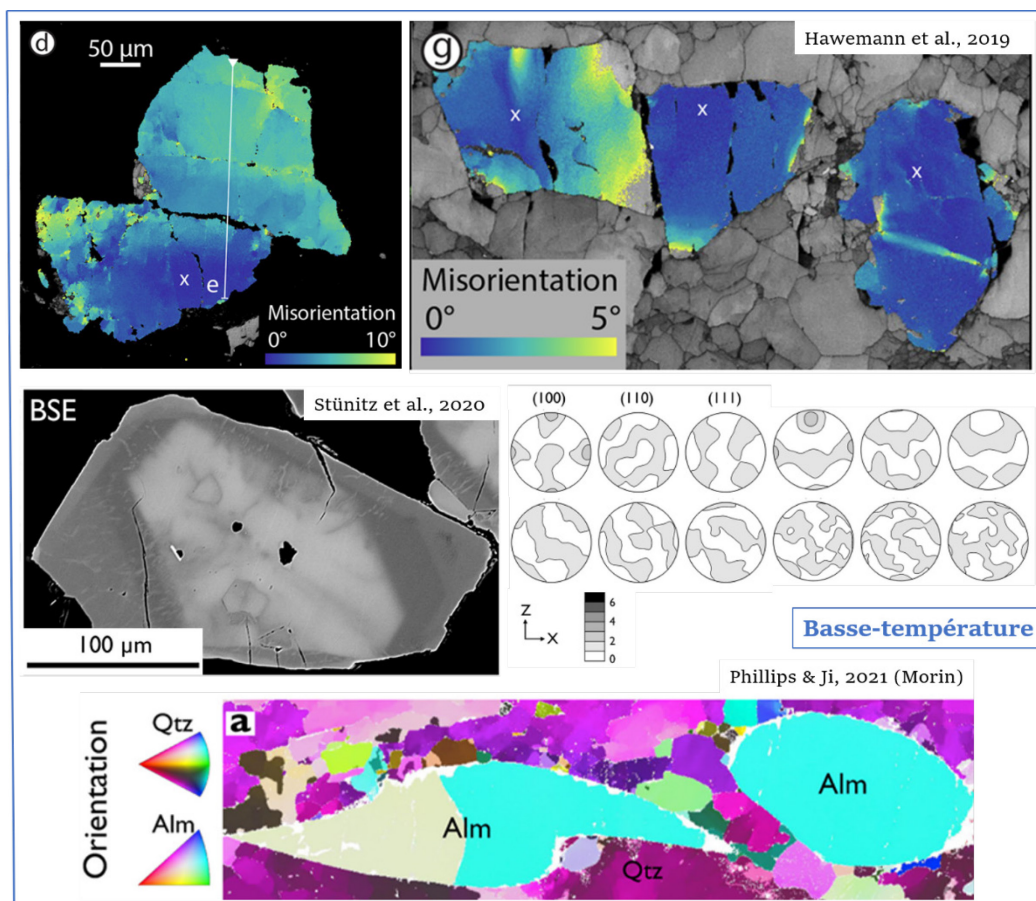 d
50 µm
x
e
Misorientation
0° 10°
g
Hawemann et al., 2019
x
x
x
Misorientation
0° 5°
BSE
Stünitz et al., 2020
100 µm
(100) (110) (111)
Z
X
6
4
2
0
Basse-température
Phillips & Ji, 2021 (Morin)
Orientation
Qtz
Alm
a
Alm
Alm
Qtz